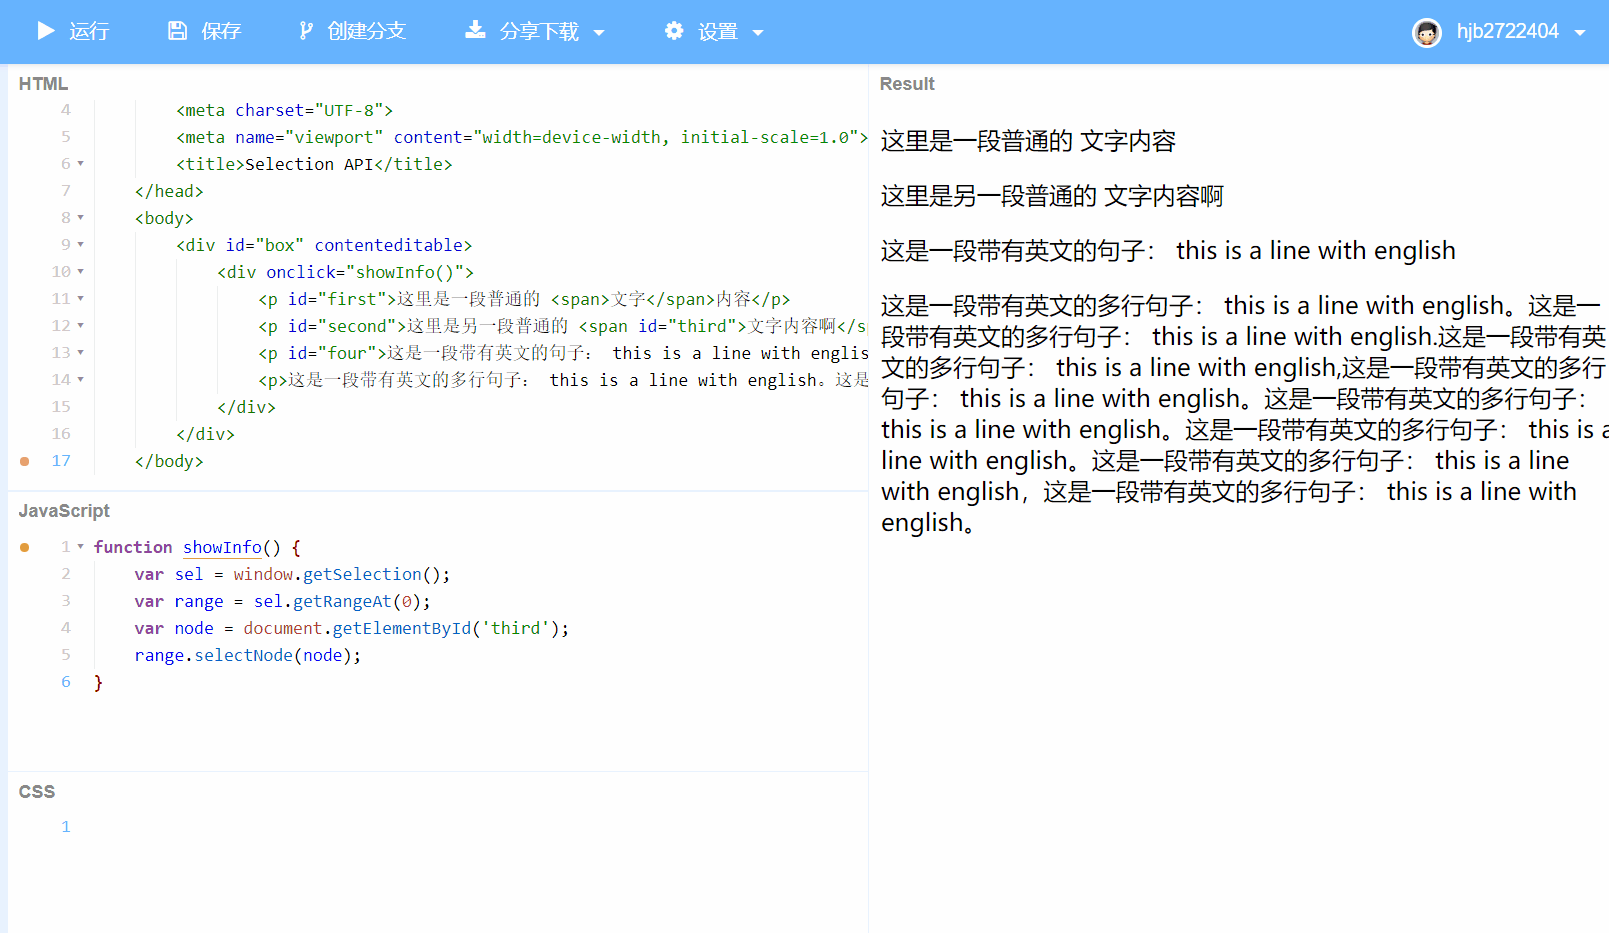 运行 保存 创建分支 分享下载 设置 hjb2722404
HTML
4 <meta charset="UTF-8">
5 <meta name="viewport" content="width=device-width, initial-scale=1.0">
6 <title>Selection API</title>
7 </head>
8 <body>
9 <div id="box" contenteditable>
10 <div onclick="showInfo()">
11 <p id="first">这里是一段普通的 <span>文字</span>内容</p>
12 <p id="second">这里是另一段普通的 <span id="third">文字内容啊</s
13 <p id="four">这是一段带有英文的句子： this is a line with englis
14 <p>这是一段带有英文的多行句子： this is a line with english。这是
15 </div>
16 </div>
17 </body>
JavaScript
1 function showInfo() {
2 var sel = window.getSelection();
3 var range = sel.getRangeAt(0);
4 var node = document.getElementById('third');
5 range.selectNode(node);
6 }
CSS
1
Result
这里是一段普通的 文字内容
这里是另一段普通的 文字内容啊
这是一段带有英文的句子： this is a line with english
这是一段带有英文的多行句子： this is a line with english。这是一
段带有英文的多行句子： this is a line with english.这是一段带有英
文的多行句子： this is a line with english,这是一段带有英文的多行
句子： this is a line with english。这是一段带有英文的多行句子：
this is a line with english。这是一段带有英文的多行句子： this is a
line with english。这是一段带有英文的多行句子： this is a line
with english，这是一段带有英文的多行句子： this is a line with
english。